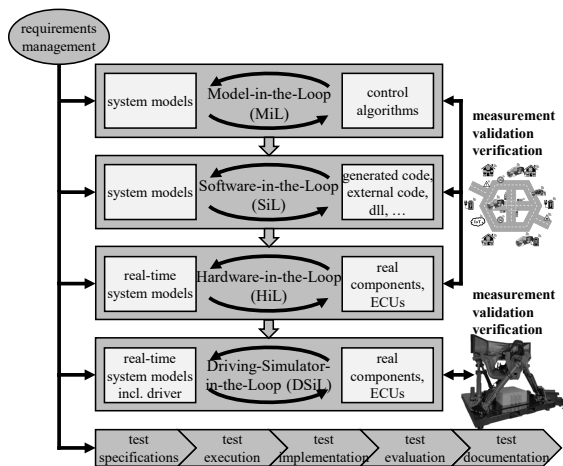 requirements
management
system models
Model-in-the-Loop
(MiL)
control
algorithms
measurement
validation
verification
system models
Software-in-the-Loop
(SiL)
generated code,
external code,
dll, …
real-time
system models
Hardware-in-the-Loop
(HiL)
real
components,
ECUs
measurement
validation
verification
real-time
system models
incl. driver
Driving-Simulator-
in-the-Loop (DSiL)
real
components,
ECUs
test
specifications
test
execution
test
implementation
test
evaluation
test
documentation